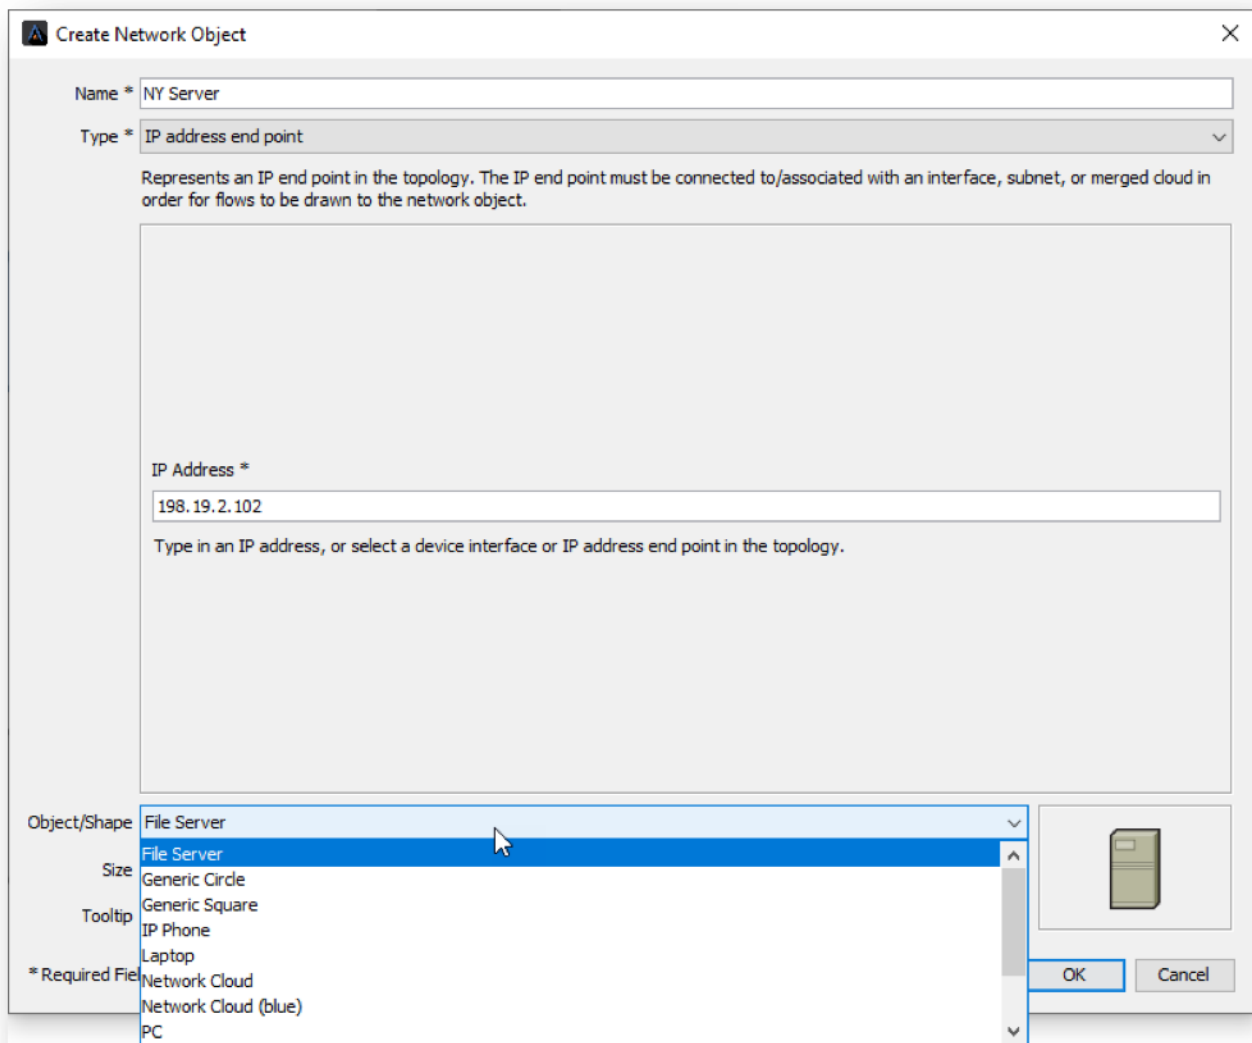 Create Network Object
Name * NY Server
Type * IP address end point
Represents an IP end point in the topology. The IP end point must be connected to/associated with an interface, subnet, or merged cloud in
order for flows to be drawn to the network object.
IP Address *
198.19.2.102
Type in an IP address, or select a device interface or IP address end point in the topology.
Object/Shape File Server
File Server
Size
Generic Circle
Generic Square
Tooltip
IP Phone
Laptop
* Required Fiel
Network Cloud
OK Cancel
Network Cloud (blue)
PC